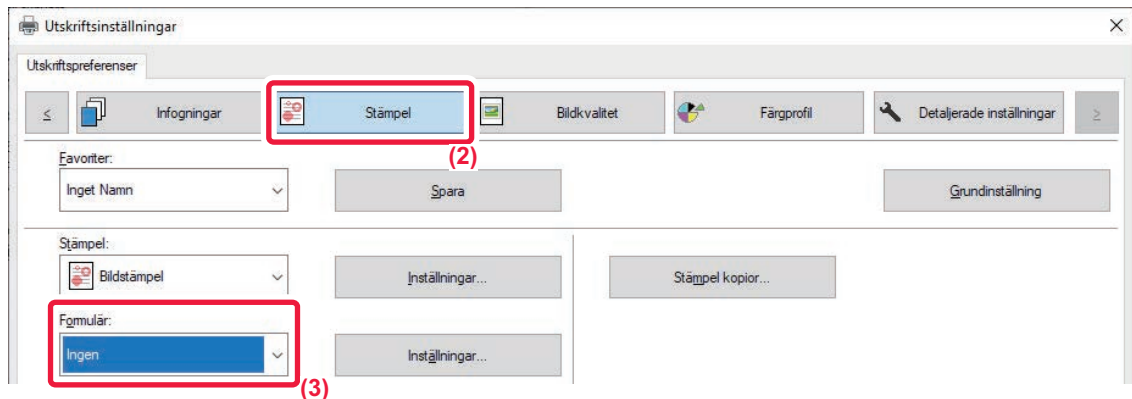 Utskriftsinställningar
Utskriftspreferenser
< Infogningar Stämpel Bildkvalitet Färgprofil Detaljerade inställningar >
(2)
Favoriter:
Inget Namn Spara Grundinställning
Stämpel:
Bildstämpel Inställningar... Stämpel kopior...
Formulär:
Ingen Inställningar...
(3)